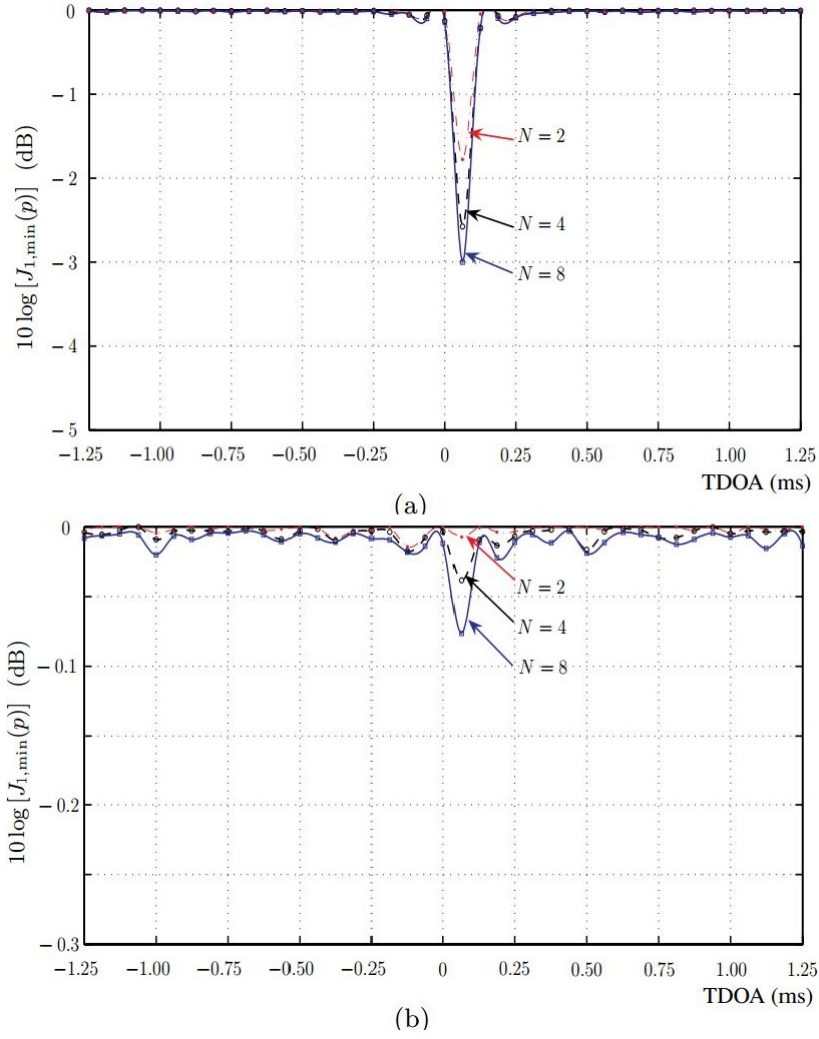 0
−1
−2
−3
−4
−5
10 log [J1,min(p)] (dB)
N = 2
N = 4
N = 8
−1.25 −1.00 −0.75 −0.50 −0.25 0 0.25 0.50 0.75 1.00 1.25
TDOA (ms)
(a)
0
−0.1
−0.2
−0.3
10 log [J1,min(p)] (dB)
N = 2
N = 4
N = 8
−1.25 −1.00 −0.75 −0.50 −0.25 0 0.25 0.50 0.75 1.00 1.25
TDOA (ms)
(b)